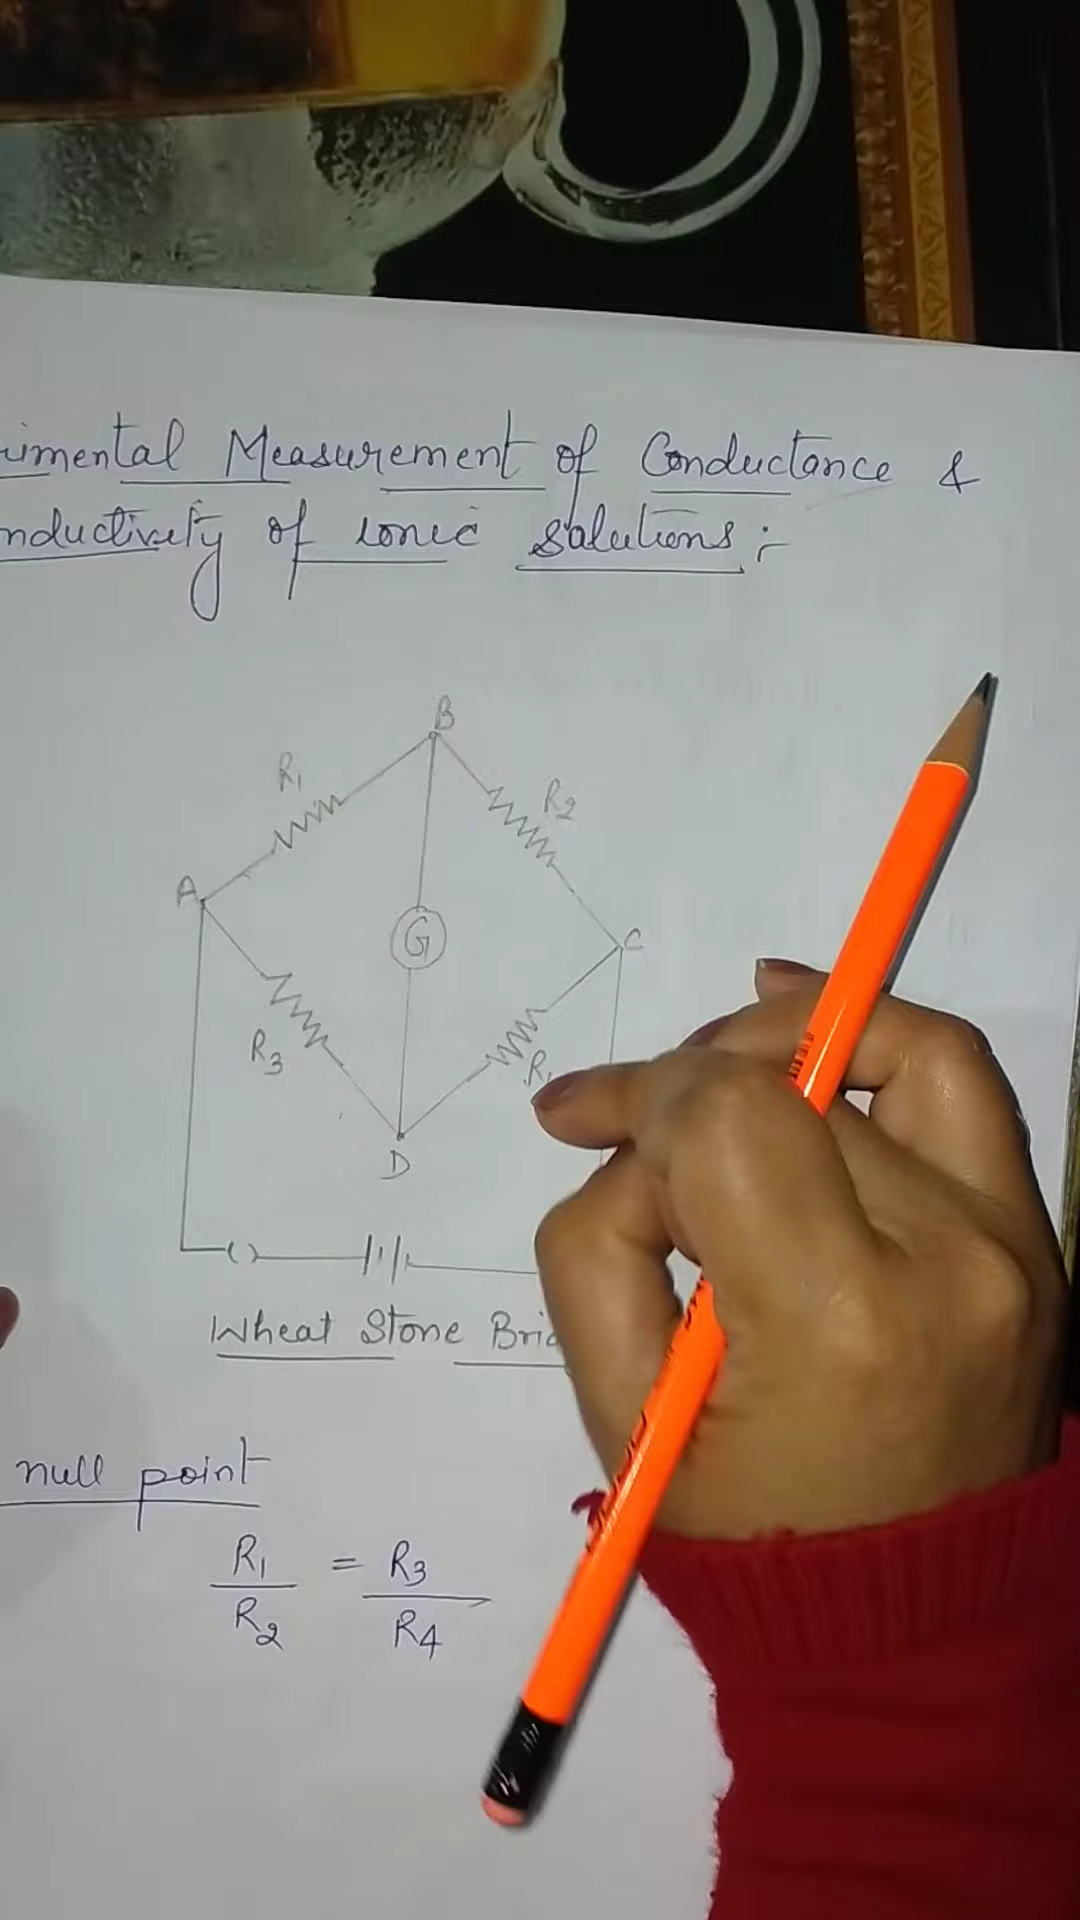 imental Measurement of Conductance &
nductivity of ionic Solutions :-
B
R1
R2
A
G
C
R3
D
Wheat Stone Bri
null point
R1 = R3
R2 R4